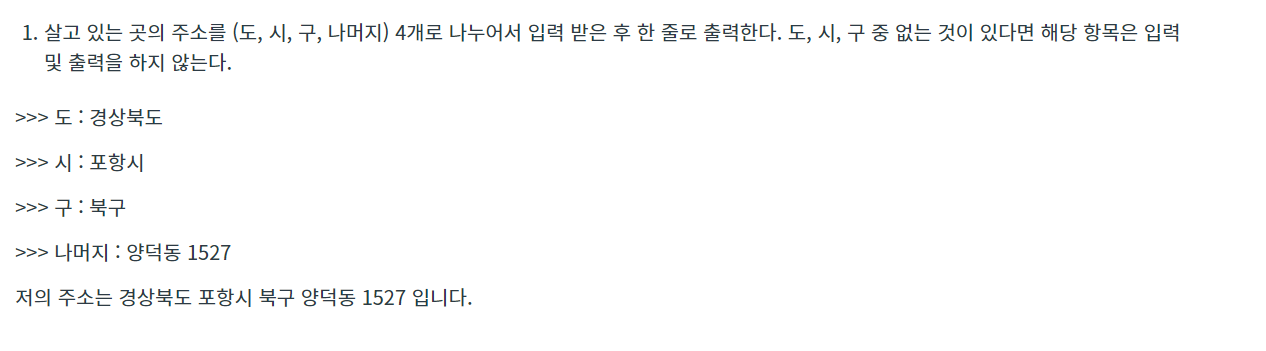 1. 살고 있는 곳의 주소를 (도, 시, 구, 나머지) 4개로 나누어서 입력 받은 후 한 줄로 출력한다. 도, 시, 구 중 없는 것이 있다면 해당 항목은 입력
및 출력을 하지 않는다.
>>> 도 : 경상북도
>>> 시 : 포항시
>>> 구 : 북구
>>> 나머지 : 양덕동 1527
저의 주소는 경상북도 포항시 북구 양덕동 1527 입니다.